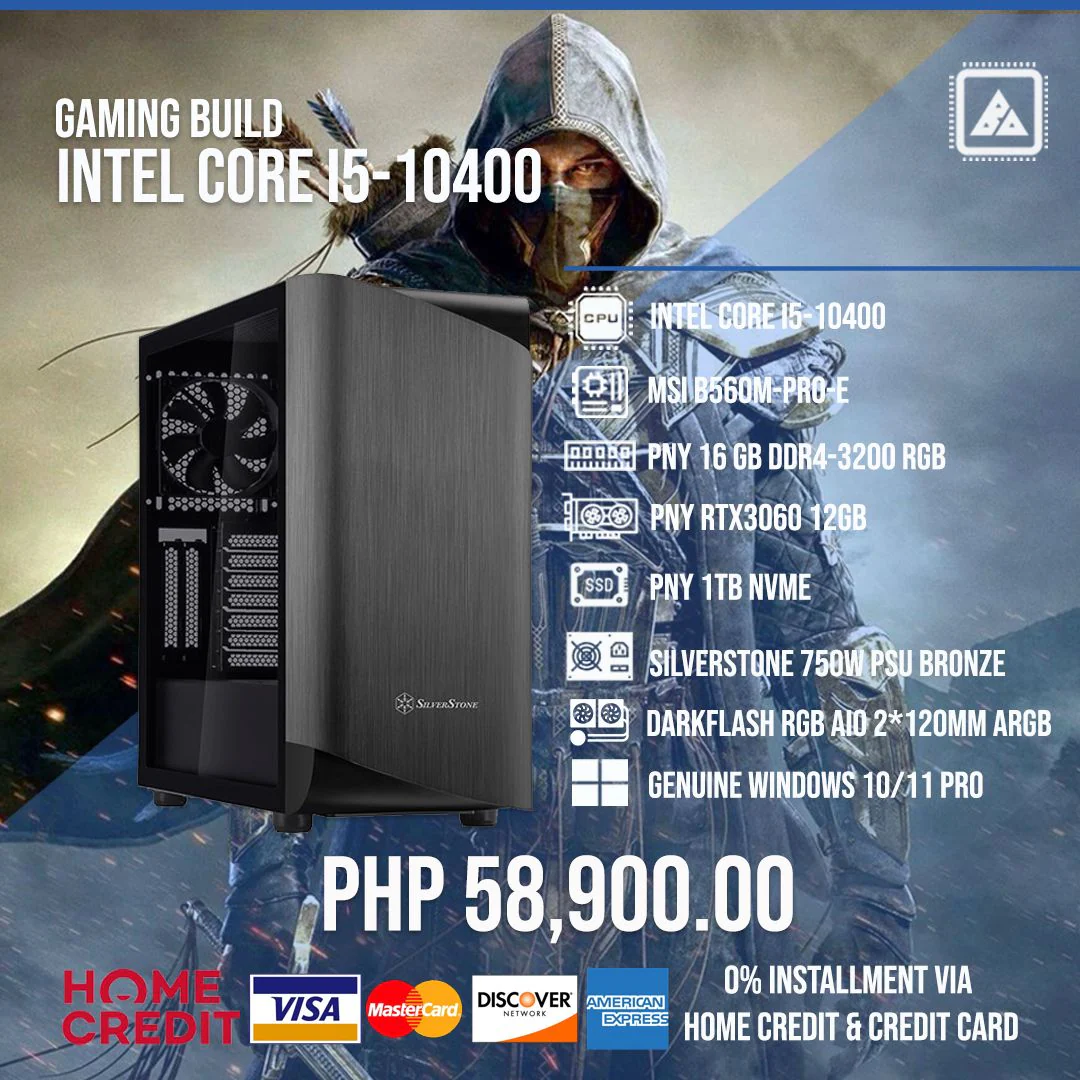 GAMING BUILD
INTEL CORE I5-10400
BA
CPU
INTEL CORE I5-10400
MSI B560M-PRO-E
PNY 16 GB DDR4-3200 RGB
PNY RTX3060 12GB
SSD
PNY 1TB NVME
SILVERSTONE 750W PSU BRONZE
DARKFLASH RGB AIO 2*120MM ARGB
GENUINE WINDOWS 10/11 PRO
SILVERSTONE
PHP 58,900.00
HOME CREDIT
VISA
MasterCard
DISCOVER NETWORK
AMERICAN EXPRESS
0% INSTALLMENT VIA
HOME CREDIT & CREDIT CARD